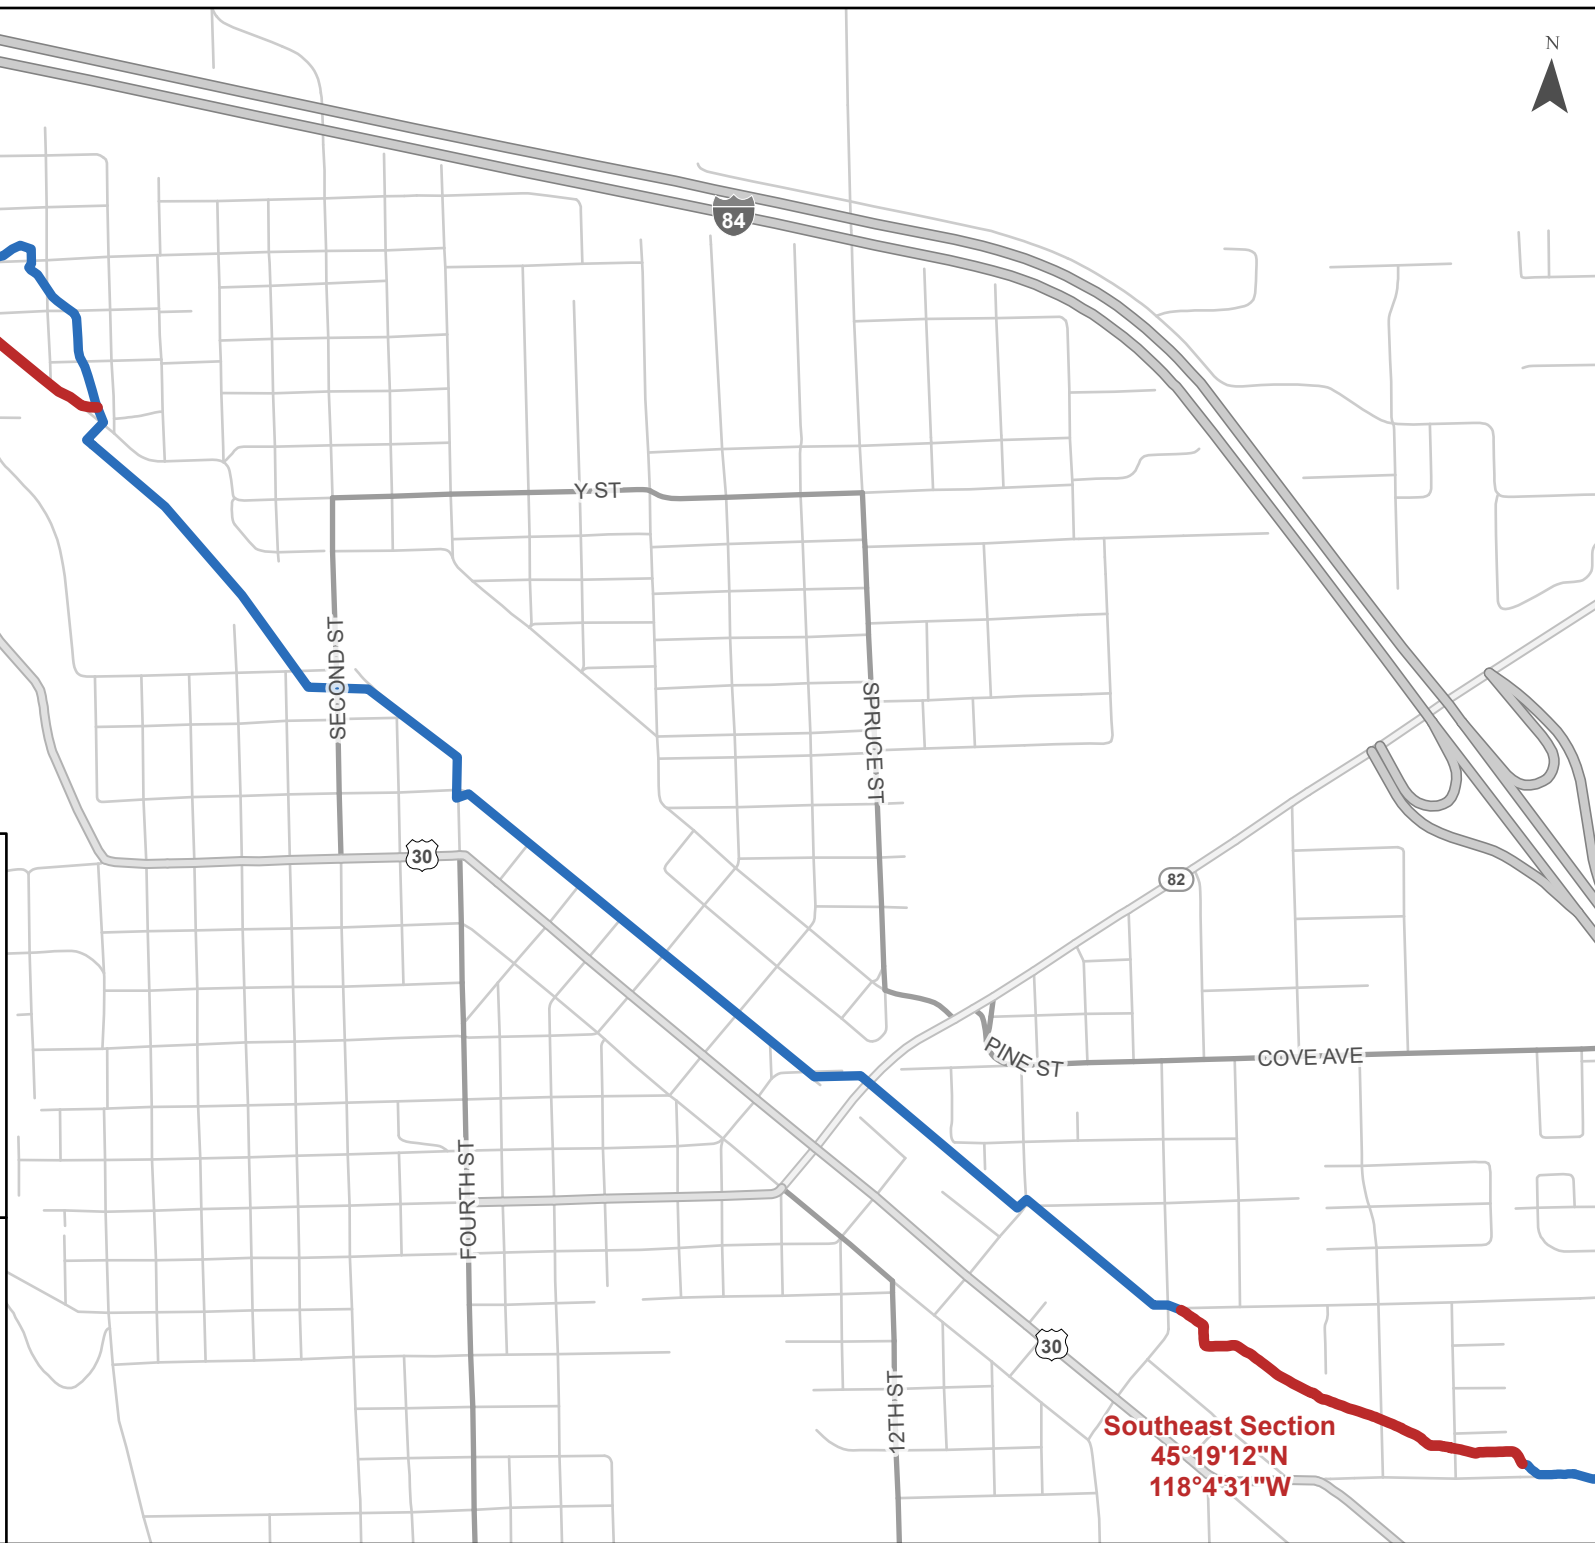 N
84
Y ST
SECOND ST
SPRUCE ST
30
82
PINE ST
COVE AVE
FOURTH ST
30
12TH ST
Southeast Section
45°19'12"N
118°4'31"W